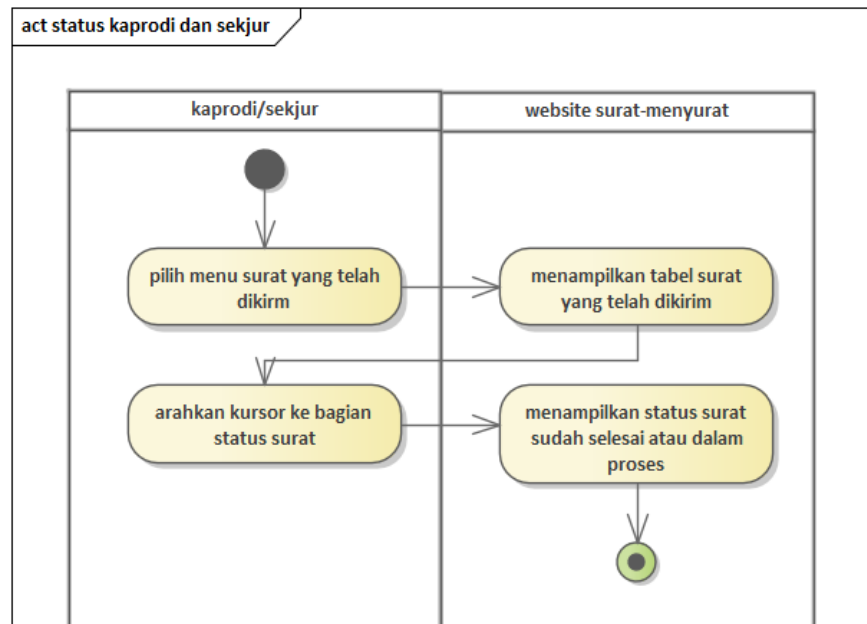 act status kaprodi dan sekjur
kaprodi/sekjur
website surat-menyurat
pilih menu surat yang telah
dikirm
menampilkan tabel surat
yang telah dikirim
arahkan kursor ke bagian
status surat
menampilkan status surat
sudah selesai atau dalam
proses